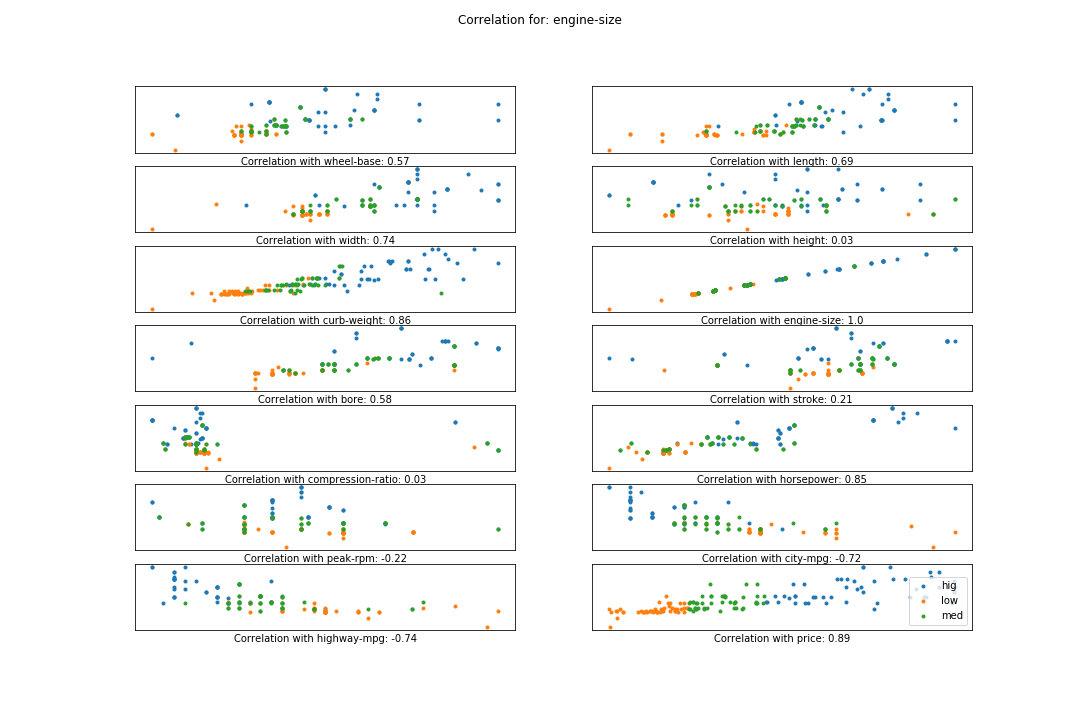 Correlation for: engine-size
Correlation with wheel-base: 0.57
Correlation with length: 0.69
Correlation with width: 0.74
Correlation with height: 0.03
Correlation with curb-weight: 0.86
Correlation with engine-size: 1.0
Correlation with bore: 0.58
Correlation with stroke: 0.21
Correlation with compression-ratio: 0.03
Correlation with horsepower: 0.85
Correlation with peak-rpm: -0.22
Correlation with city-mpg: -0.72
hig
low
med
Correlation with highway-mpg: -0.74
Correlation with price: 0.89